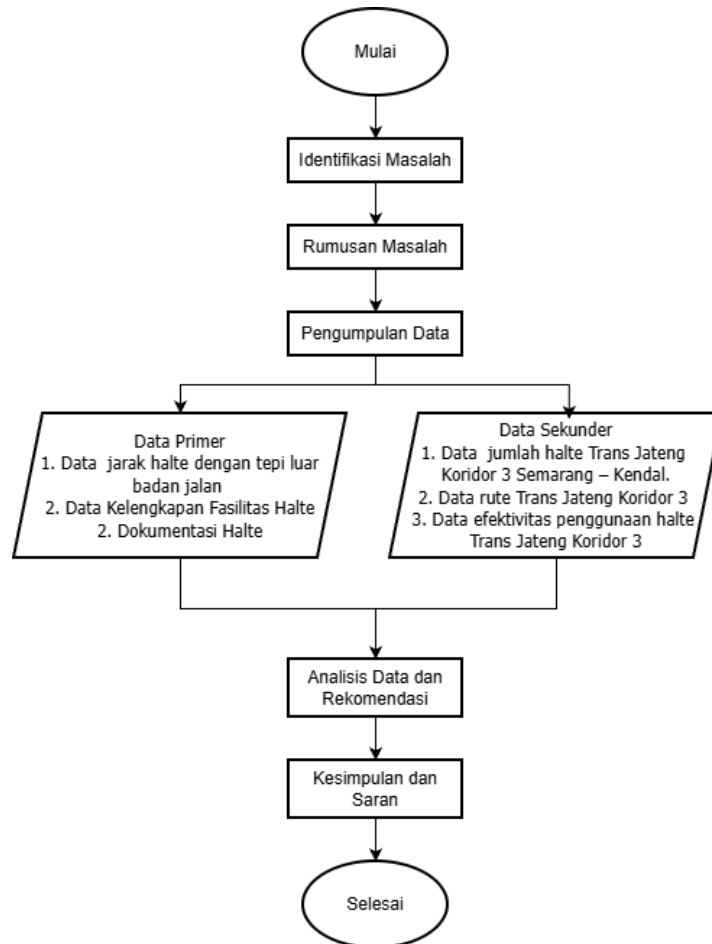 Mulai
Identifikasi Masalah
Rumusan Masalah
Pengumpulan Data
Data Primer
1. Data jarak halte dengan tepi luar
badan jalan
2. Data Kelengkapan Fasilitas Halte
2. Dokumentasi Halte
Data Sekunder
1. Data jumlah halte Trans Jateng
Koridor 3 Semarang – Kendal.
2. Data rute Trans Jateng Koridor 3
3. Data efektivitas penggunaan halte
Trans Jateng Koridor 3
Analisis Data dan
Rekomendasi
Kesimpulan dan
Saran
Selesai